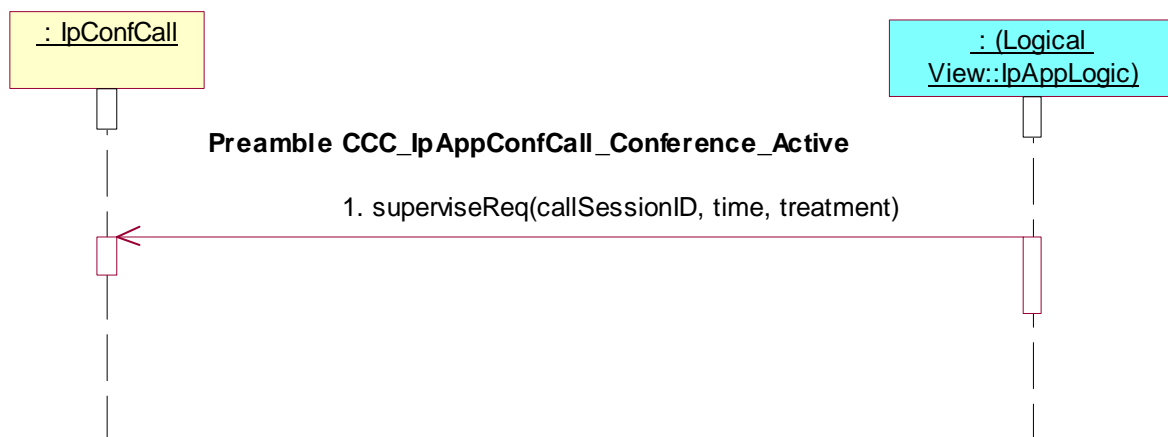 : IpConfCall
: (Logical
View::IpAppLogic)
Preamble CCC_IpAppConfCall_Conference_Active
1. superviseReq(callSessionID, time, treatment)